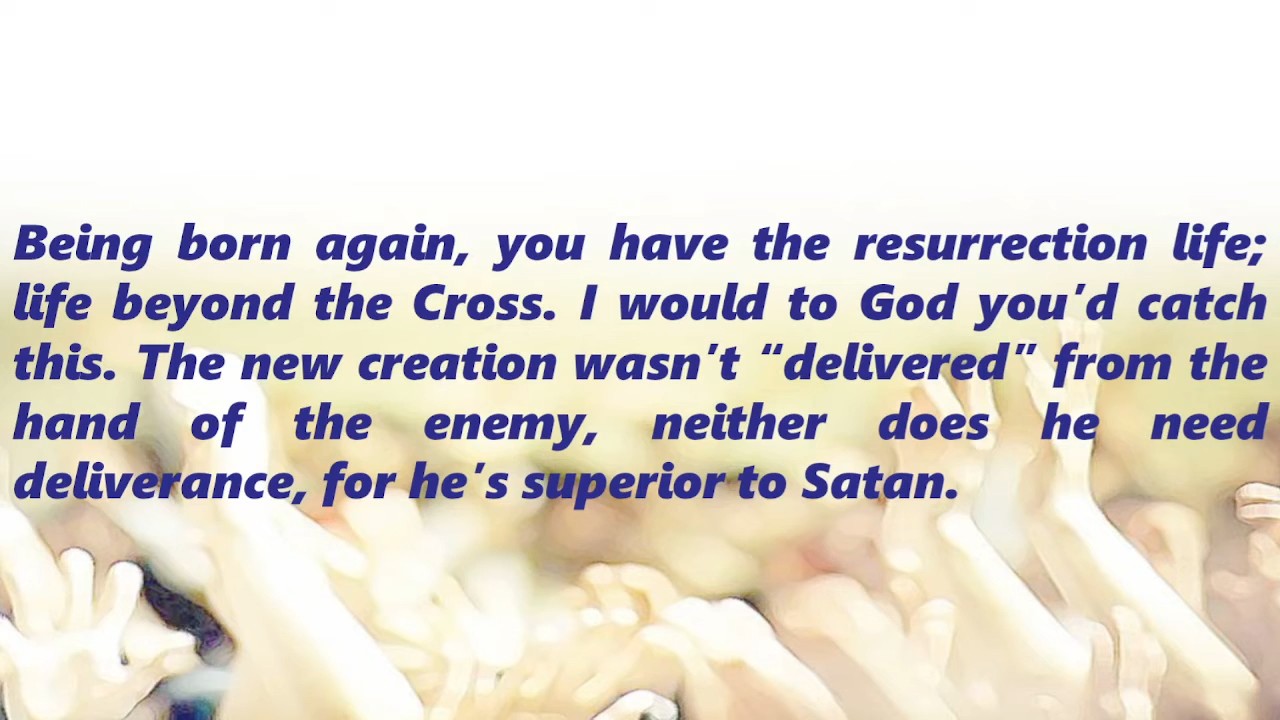 Being born again, you have the resurrection life;
life beyond the Cross. I would to God you’d catch
this. The new creation wasn’t “delivered” from the
hand of the enemy, neither does he need
deliverance, for he’s superior to Satan.